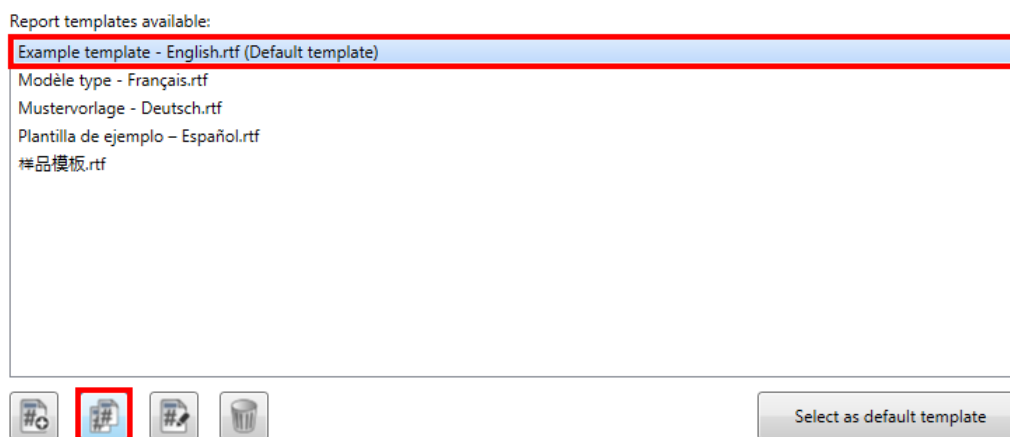 Report templates available:
Example template - English.rtf (Default template)
Modèle type - Français.rtf
Mustervorlage - Deutsch.rtf
Plantilla de ejemplo – Español.rtf
样品模板.rtf
# # #
Select as default template